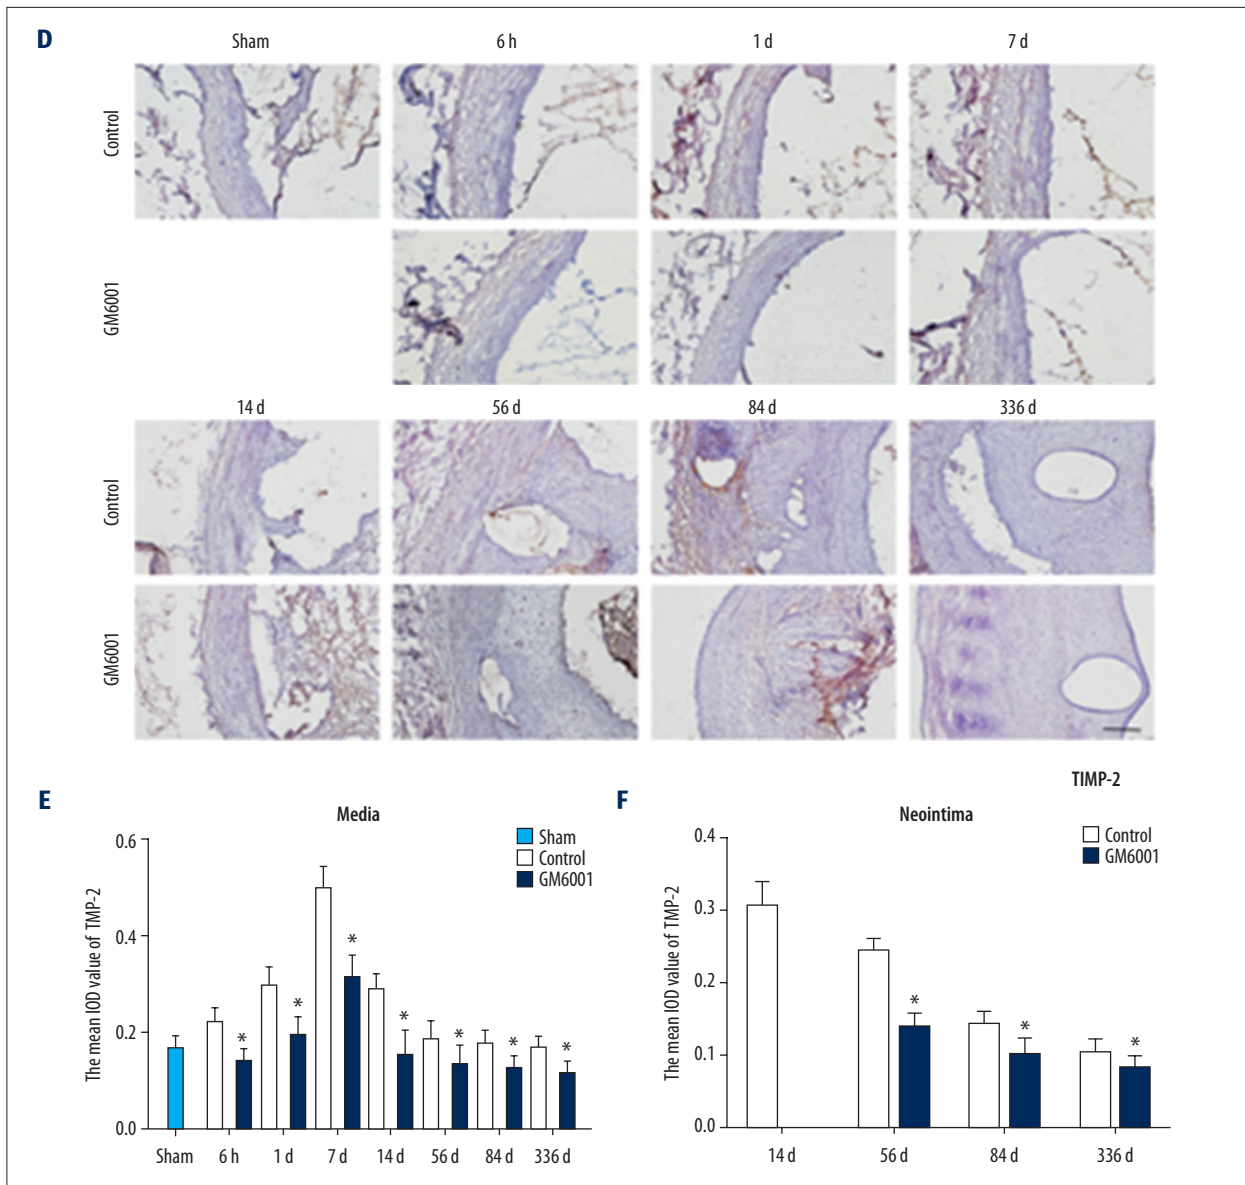 D
Sham 6 h 1 d 7 d
Control
GM6001
14 d 56 d 84 d 336 d
Control
GM6001
TIMP-2
E
Media
Sham
Control
GM6001
The mean IOD value of TMP-2
0.6
0.4
0.2
0.0
* * * * * * *
Sham 6 h 1 d 7 d 14 d 56 d 84 d 336 d
F
Neointima
Control
GM6001
The mean IOD value of TMP-2
0.4
0.3
0.2
0.1
0.0
* * *
14 d 56 d 84 d 336 d